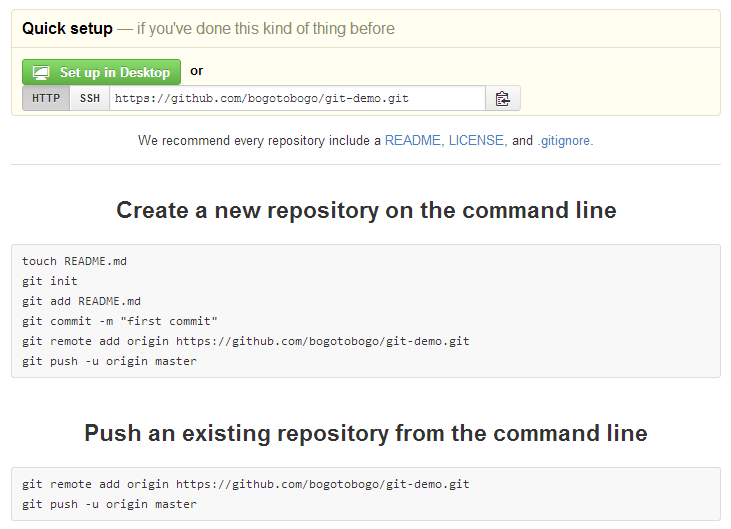 Quick setup — if you've done this kind of thing before
Set up in Desktop or
HTTP SSH https://github.com/bogotobogo/git-demo.git
We recommend every repository include a README, LICENSE, and .gitignore.
Create a new repository on the command line
touch README.md
git init
git add README.md
git commit -m "first commit"
git remote add origin https://github.com/bogotobogo/git-demo.git
git push -u origin master
Push an existing repository from the command line
git remote add origin https://github.com/bogotobogo/git-demo.git
git push -u origin master